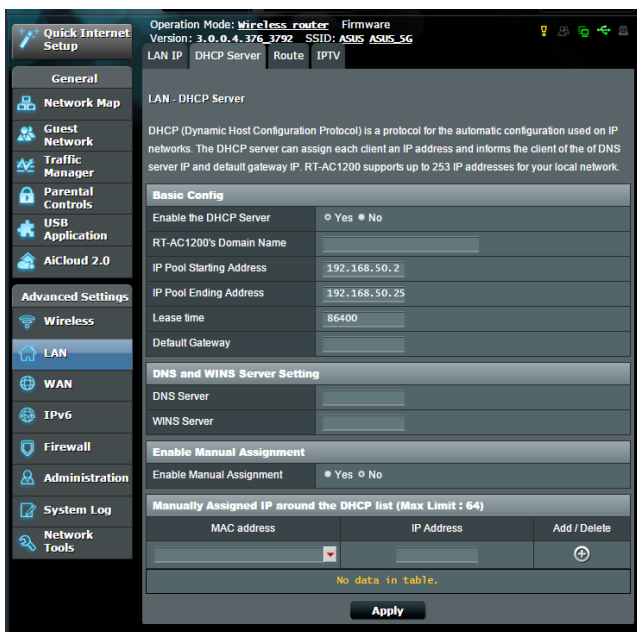 Quick Internet
Setup
General
Network Map
Guest
Network
Traffic
Manager
Parental
Controls
USB
Application
AiCloud 2.0
Advanced Settings
Wireless
LAN
WAN
IPv6
Firewall
Administration
System Log
Network
Tools
Operation Mode: Wireless router Firmware
Version: 3.0.0.4.376_3792 SSID: ASUS ASUS_5G
LAN IP DHCP Server Route IPTV
LAN - DHCP Server
DHCP (Dynamic Host Configuration Protocol) is a protocol for the automatic configuration used on IP
networks. The DHCP server can assign each client an IP address and informs the client of the of DNS
server IP and default gateway IP. RT-AC1200 supports up to 253 IP addresses for your local network.
Basic Config
Enable the DHCP Server Yes No
RT-AC1200's Domain Name
IP Pool Starting Address 192.168.50.2
IP Pool Ending Address 192.168.50.25
Lease time 86400
Default Gateway
DNS and WINS Server Setting
DNS Server
WINS Server
Enable Manual Assignment
Enable Manual Assignment Yes No
Manually Assigned IP around the DHCP list (Max Limit : 64)
MAC address IP Address Add / Delete
No data in table.
Apply